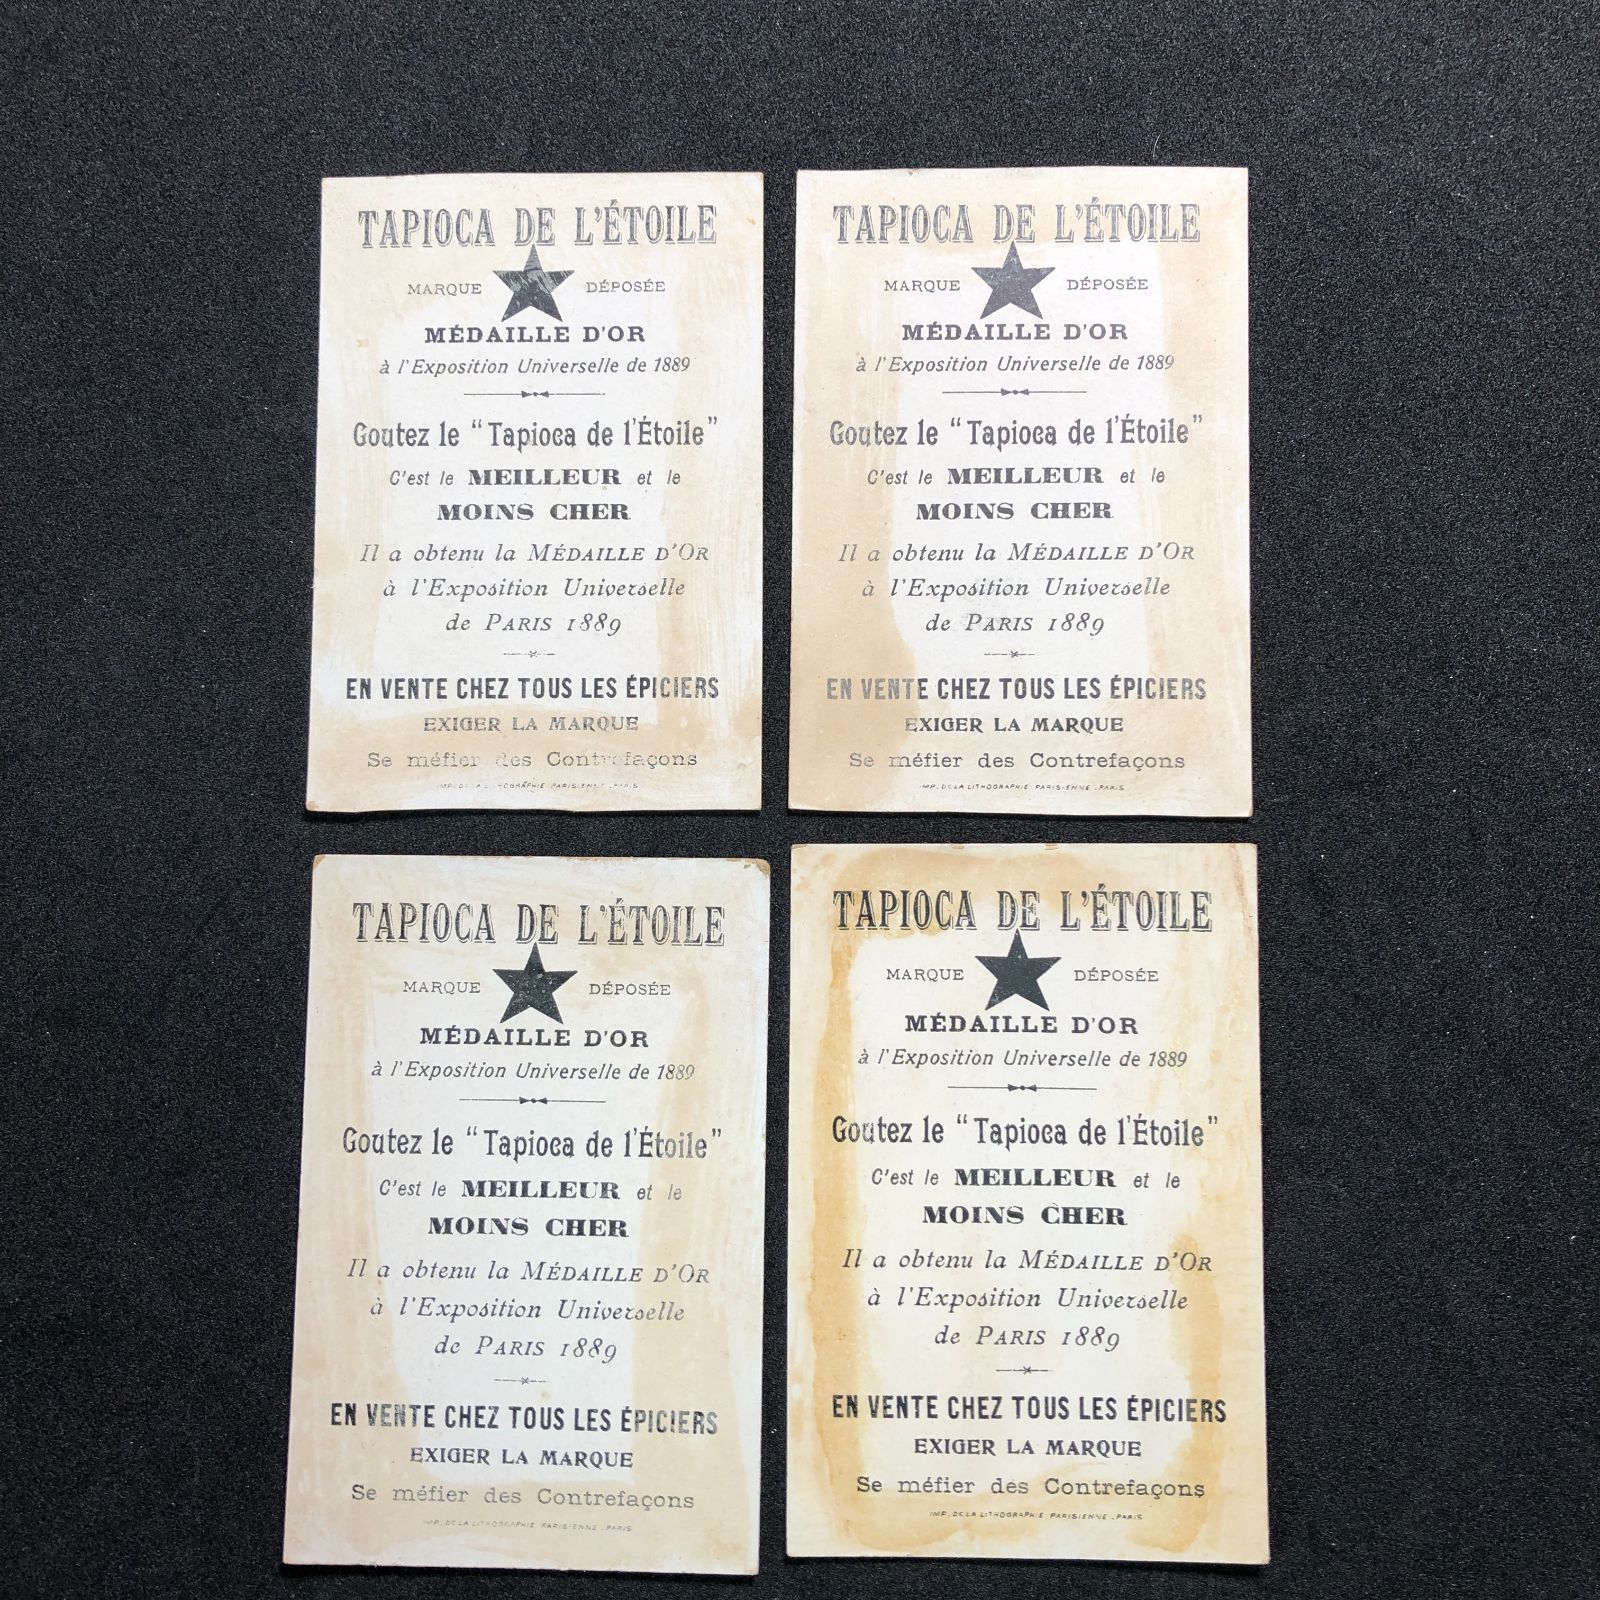 TAPIOCA DE L'ÉTOILE
MARQUE DÉPOSÉE
MÉDAILLE D'OR
à l'Exposition Universelle de 1889
Goutez le "Tapioca de l'Étoile"
C'est le MEILLEUR et le
MOINS CHER
Il a obtenu la MÉDAILLE D'OR
à l'Exposition Universelle
de PARIS 1889
EN VENTE CHEZ TOUS LES ÉPICIERS
EXIGER LA MARQUE
Se méfier des Contrefaçons
IMP. DE LA LITHOGRAPHIE PARISIENNE. PARIS
TAPIOCA DE L'ÉTOILE
MARQUE DÉPOSÉE
MÉDAILLE D'OR
à l'Exposition Universelle de 1889
Goutez le "Tapioca de l'Étoile"
C'est le MEILLEUR et le
MOINS CHER
Il a obtenu la MÉDAILLE D'OR
à l'Exposition Universelle
de PARIS 1889
EN VENTE CHEZ TOUS LES ÉPICIERS
EXIGER LA MARQUE
Se méfier des Contrefaçons
IMP. DE LA LITHOGRAPHIE PARISIENNE. PARIS
TAPIOCA DE L'ÉTOILE
MARQUE DÉPOSÉE
MÉDAILLE D'OR
à l'Exposition Universelle de 1889
Goutez le "Tapioca de l'Étoile"
C'est le MEILLEUR et le
MOINS CHER
Il a obtenu la MÉDAILLE D'OR
à l'Exposition Universelle
de PARIS 1889
EN VENTE CHEZ TOUS LES ÉPICIERS
EXIGER LA MARQUE
Se méfier des Contrefaçons
IMP. DE LA LITHOGRAPHIE PARISIENNE. PARIS
TAPIOCA DE L'ÉTOILE
MARQUE DÉPOSÉE
MÉDAILLE D'OR
à l'Exposition Universelle de 1889
Goutez le "Tapioca de l'Étoile"
C'est le MEILLEUR et le
MOINS CHER
Il a obtenu la MÉDAILLE D'OR
à l'Exposition Universelle
de PARIS 1889
EN VENTE CHEZ TOUS LES ÉPICIERS
EXIGER LA MARQUE
Se méfier des Contrefaçons
IMP. DE LA LITHOGRAPHIE PARISIENNE. PARIS